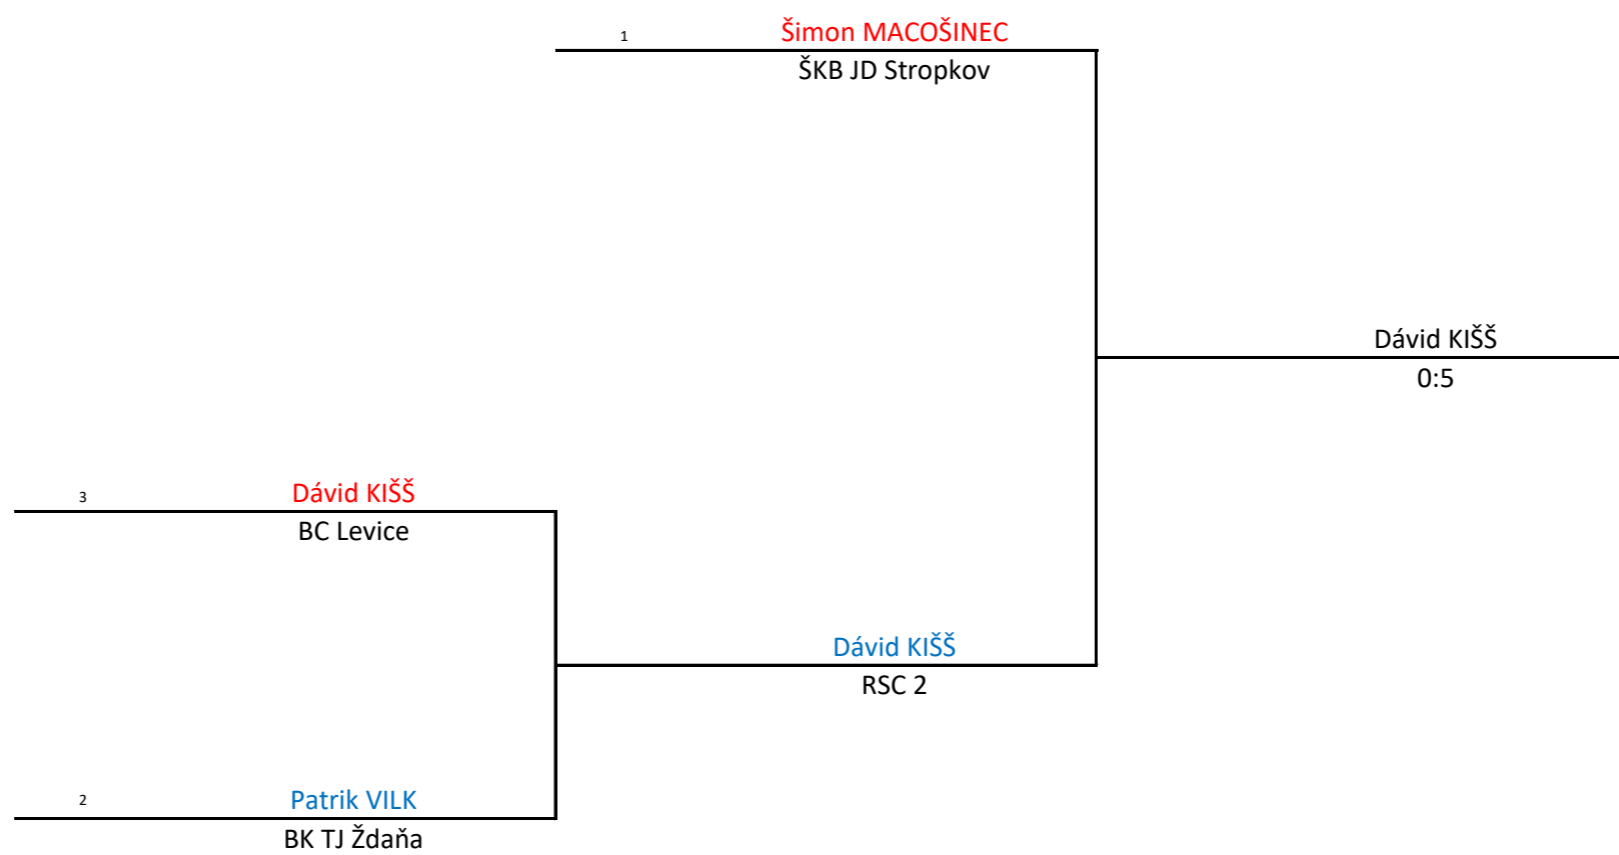 1
Šimon MACOŠINEC
ŠKB JD Stropkov
Dávid KIŠŠ
0:5
3
Dávid KIŠŠ
BC Levice
Dávid KIŠŠ
RSC 2
2
Patrik VILK
BK TJ Ždaňa